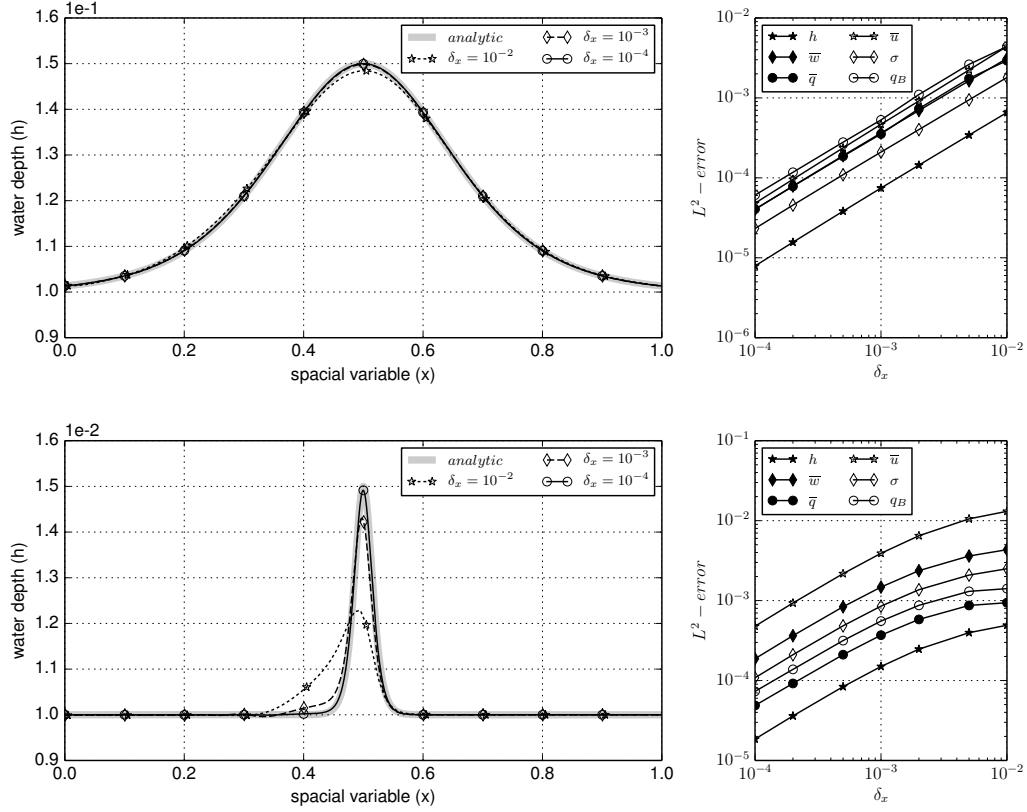 1e-1
1.6
1.5
1.4
1.3
1.2
1.1
1.0
0.9
water depth (h)
analytic
δx = 10⁻²
δx = 10⁻³
δx = 10⁻⁴
0.0 0.2 0.4 0.6 0.8 1.0
spacial variable (x)
10⁻²
10⁻³
10⁻⁴
10⁻⁵
10⁻⁶
L² − error
h u̅
w̅ σ
q̅ q_B
10⁻⁴ 10⁻³ 10⁻²
δx
1e-2
1.6
1.5
1.4
1.3
1.2
1.1
1.0
0.9
water depth (h)
analytic
δx = 10⁻²
δx = 10⁻³
δx = 10⁻⁴
0.0 0.2 0.4 0.6 0.8 1.0
spacial variable (x)
10⁻¹
10⁻²
10⁻³
10⁻⁴
10⁻⁵
L² − error
h u̅
w̅ σ
q̅ q_B
10⁻⁴ 10⁻³ 10⁻²
δx